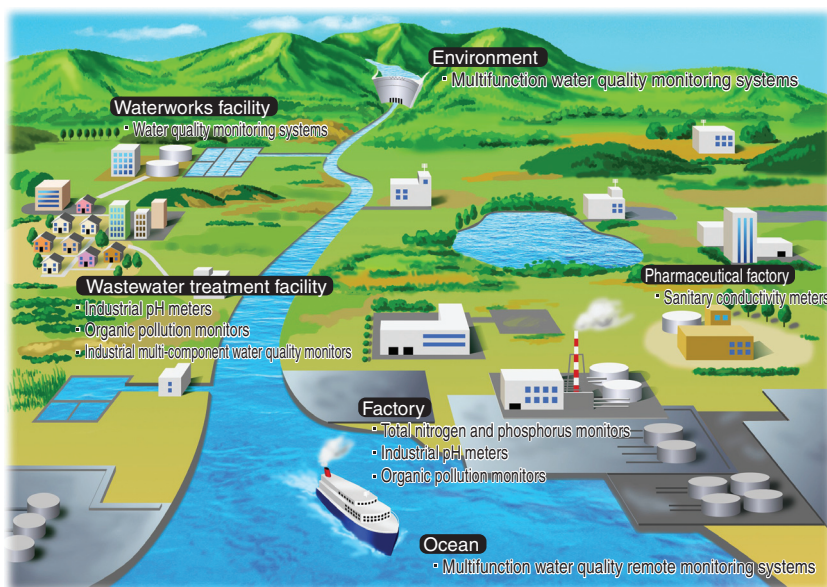 Environment
・Multifunction water quality monitoring systems
Waterworks facility
・Water quality monitoring systems
Pharmaceutical factory
・Sanitary conductivity meters
Wastewater treatment facility
・Industrial pH meters
・Organic pollution monitors
・Industrial multi-component water quality monitors
Factory
・Total nitrogen and phosphorus monitors
・Industrial pH meters
・Organic pollution monitors
Ocean
・Multifunction water quality remote monitoring systems